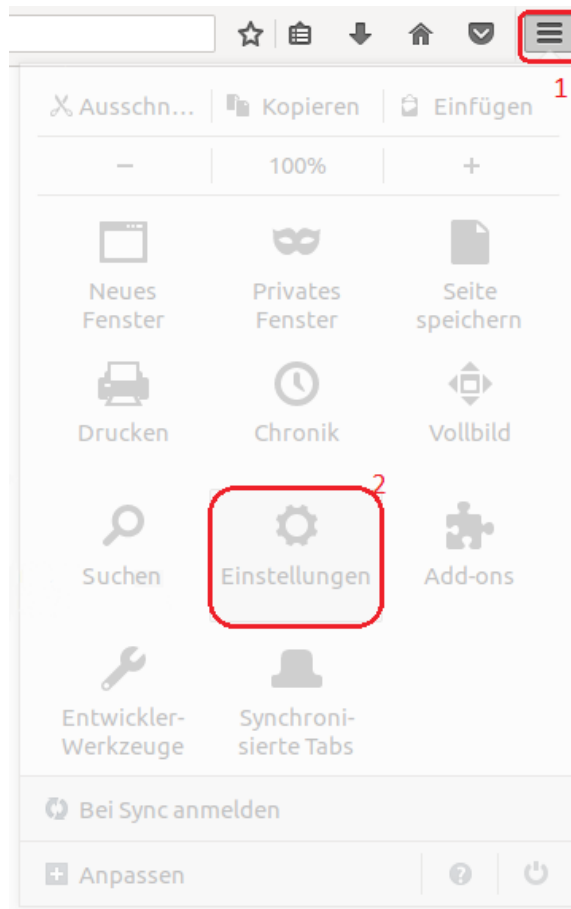 1
Ausschn... Kopieren Einfügen
− 100% +
Neues Privates Seite
Fenster Fenster speichern
Drucken Chronik Vollbild
2
Suchen Einstellungen Add-ons
Entwickler- Synchroni-
Werkzeuge sierte Tabs
Bei Sync anmelden
Anpassen ?